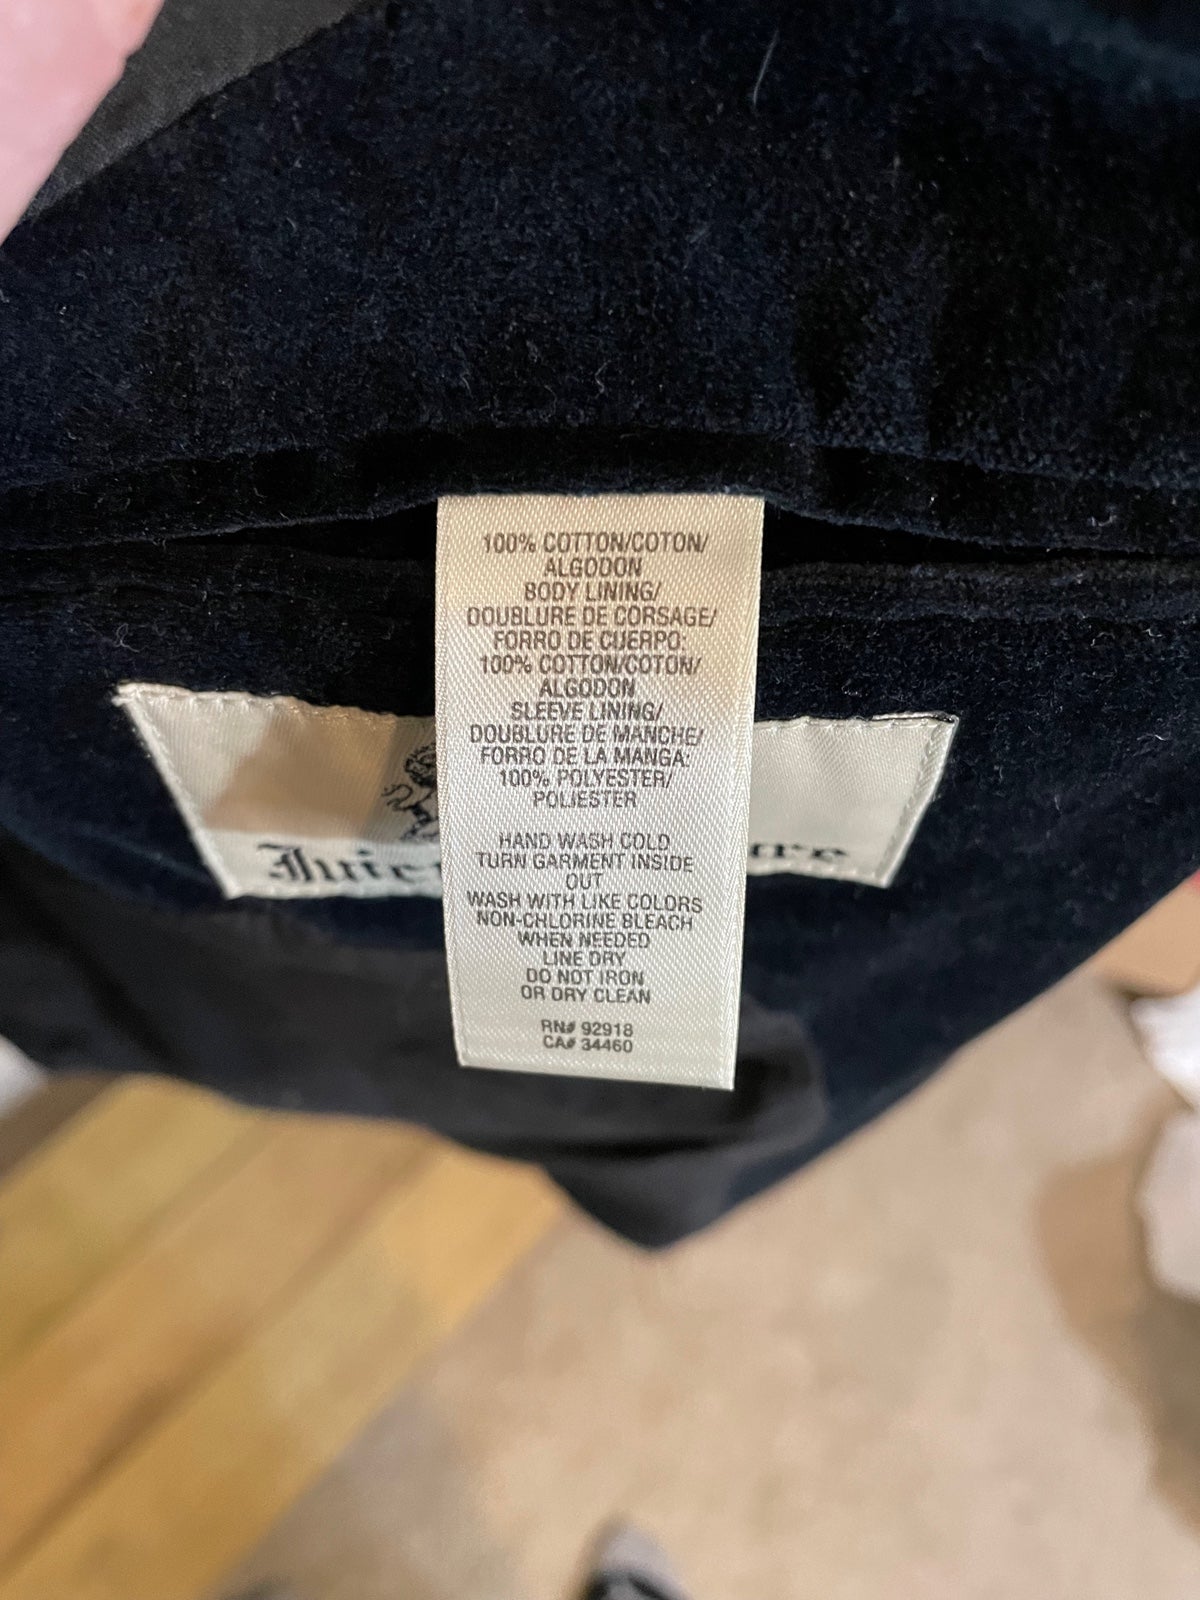 100% COTTON/COTON/
ALGODON
BODY LINING/
DOUBLURE DE CORSAGE/
FORRO DE CUERPO:
100% COTTON/COTON/
ALGODON
SLEEVE LINING/
DOUBLURE DE MANCHE/
FORRO DE LA MANGA:
100% POLYESTER/
POLIESTER
HAND WASH COLD
TURN GARMENT INSIDE
OUT
WASH WITH LIKE COLORS
NON-CHLORINE BLEACH
WHEN NEEDED
LINE DRY
DO NOT IRON
OR DRY CLEAN
RN# 92918
CA# 34460